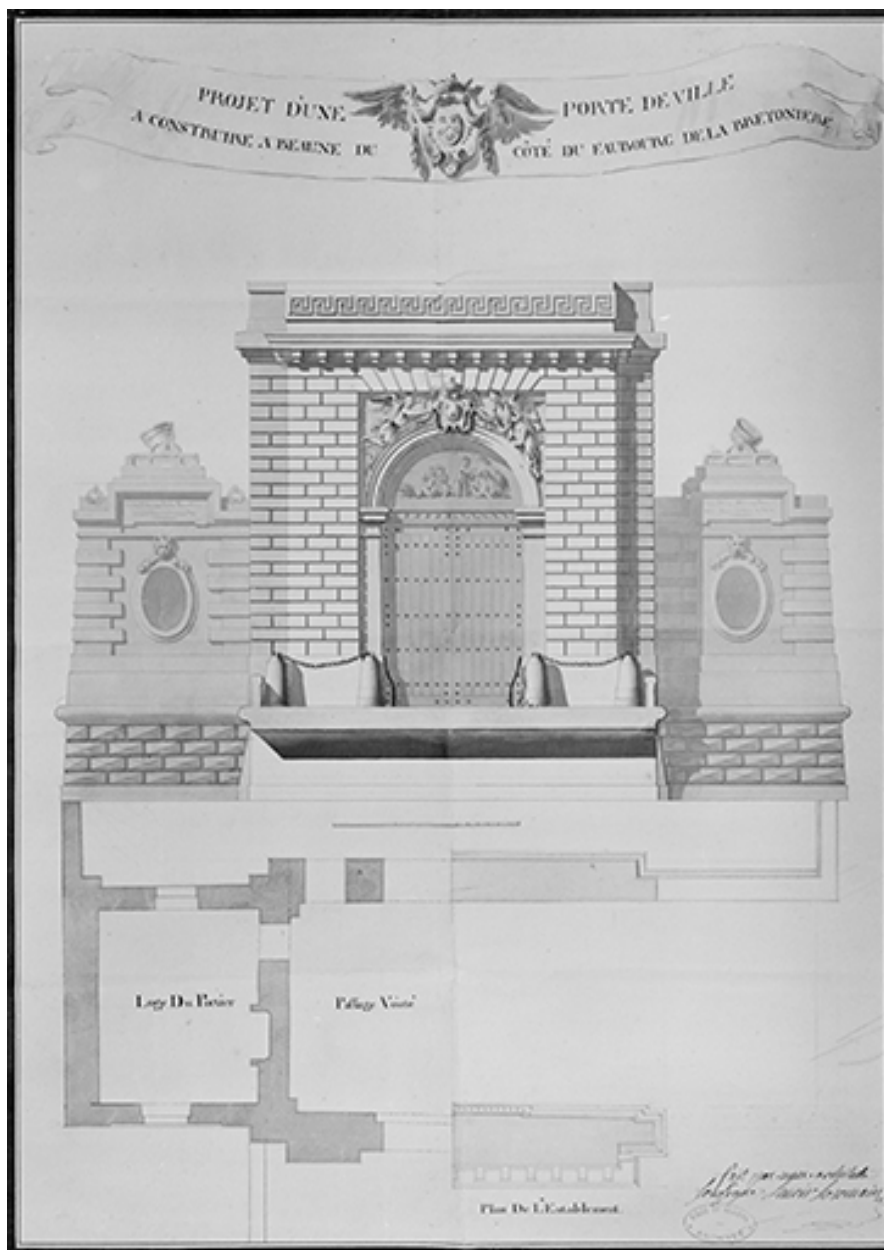 PROJET D'UNE PORTE DE VILLE
A CONSTRUIRE A BEAUNE DU CÔTÉ DU FAUBOURG DE LA BRETONIERE
Loge Du Portier
Passage Vouté
Plan De L'Entablement.